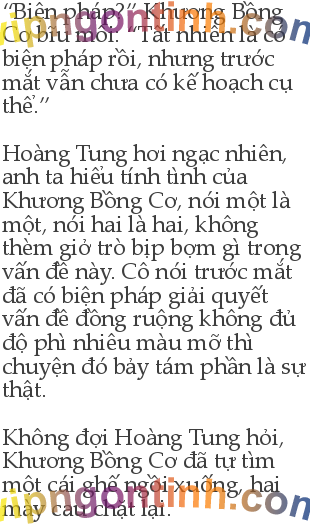 “Biện pháp?” Khương Bồng
Cơ bĩu môi: “Tất nhiên là có
biện pháp rồi, nhưng trước
mắt vẫn chưa có kế hoạch cụ
thể.”
Hoàng Tung hơi ngạc nhiên,
anh ta hiểu tính tình của
Khương Bồng Cơ, nói một là
một, nói hai là hai, không
thèm giở trò bịp bợm gì trong
vấn đề này. Cô nói trước mắt
đã có biện pháp giải quyết
vấn đề đồng ruộng không đủ
độ phì nhiêu màu mỡ thì
chuyện đó bảy tám phần là sự
thật.
Không đợi Hoàng Tung hỏi,
Khương Bồng Cơ đã tự tìm
một cái ghế ngồi xuống, hai
mày cau chặt lại.
vipngontinh.com